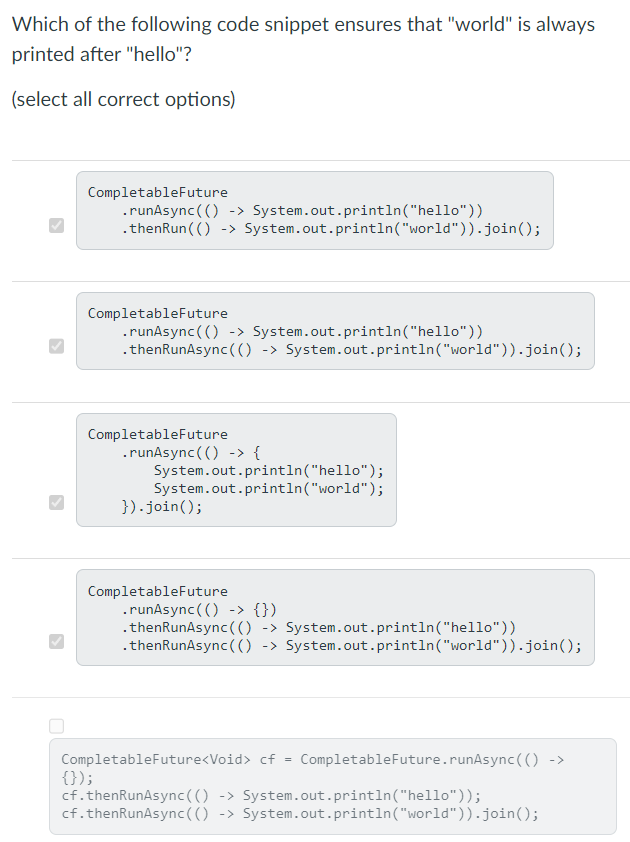 Which of the following code snippet ensures that "world" is always
printed after "hello"?
(select all correct options)
CompletableFuture
.runAsync(() -> System.out.println("hello"))
.thenRun(() -> System.out.println("world")).join();
CompletableFuture
.runAsync(() -> System.out.println("hello"))
.thenRunAsync(() -> System.out.println("world")).join();
CompletableFuture
.runAsync(() -> {
System.out.println("hello");
System.out.println("world");
}).join();
CompletableFuture
.runAsync(() -> {})
.thenRunAsync(() -> System.out.println("hello"))
.thenRunAsync(() -> System.out.println("world")).join();
CompletableFuture<Void> cf = CompletableFuture.runAsync(() ->
{});
cf.thenRunAsync(() -> System.out.println("hello"));
cf.thenRunAsync(() -> System.out.println("world")).join();